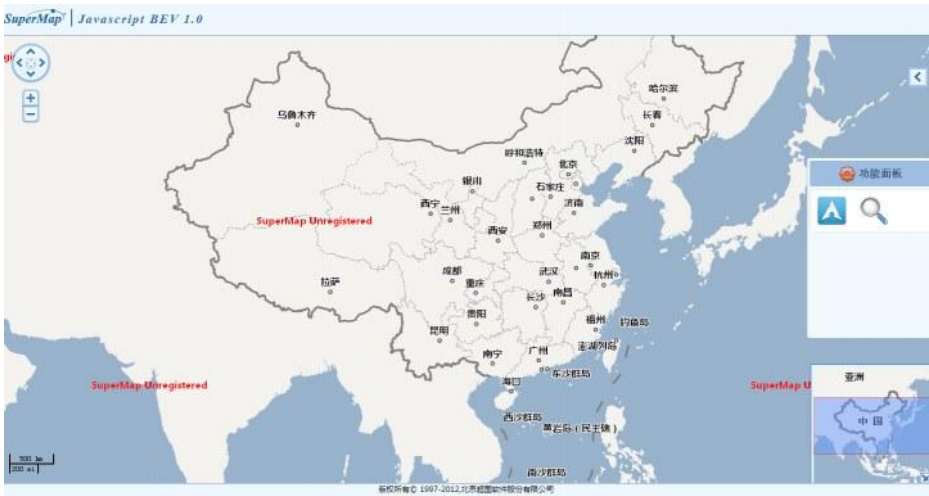 SuperMap Javascript BEV 1.0
哈尔滨
长春
乌鲁木齐
沈阳
呼和浩特
北京
功能面板
银川
石家庄
西宁
兰州
济南
SuperMap Unregistered
西安
郑州
南京
成都
武汉
杭州
拉萨
重庆
长沙
南昌
贵阳
福州
钓鱼岛
昆明
澎湖列岛
南宁
广州
东沙群岛
海口
亚洲
SuperMap Unregistered
SuperMap U
西沙群岛
黄岩岛(民主礁)
中国
500 km
200 mi
南沙群岛
版权所有© 1997-2012,北京超图软件股份有限公司